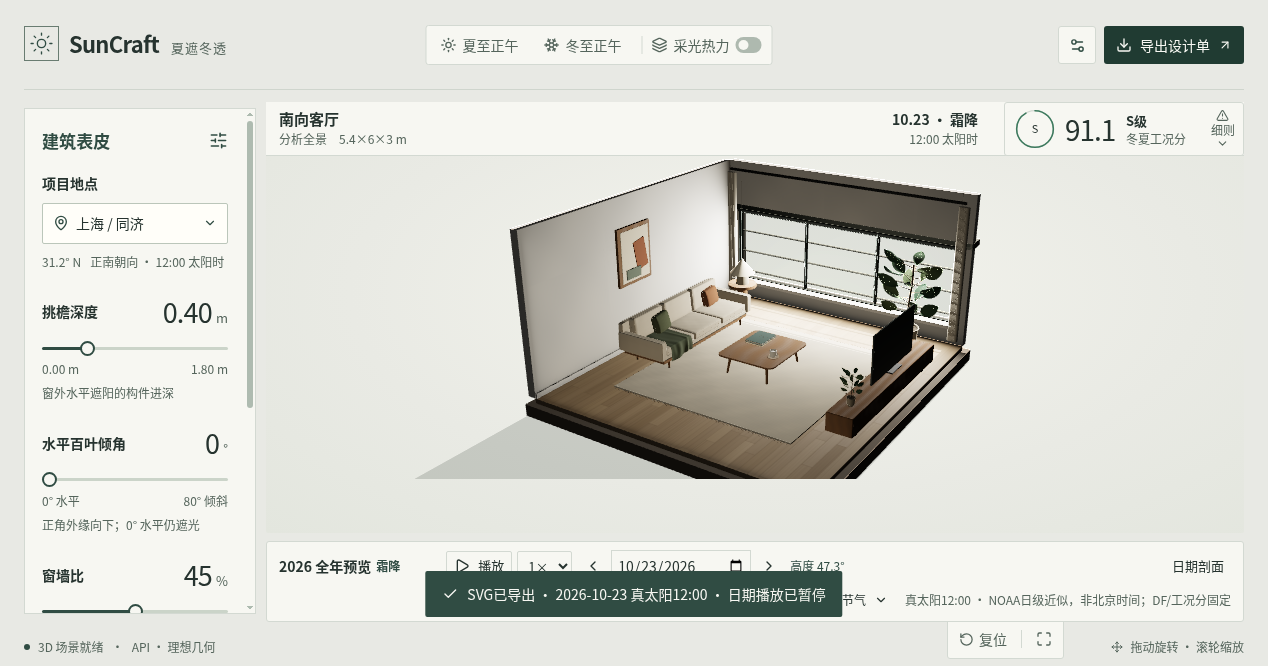 SunCraft 夏遮冬透
夏至正午 冬至正午 采光热力
导出设计单
建筑表皮
项目地点
上海 / 同济
31.2° N 正南朝向 · 12:00 太阳时
挑檐深度 0.40 m
0.00 m 1.80 m
窗外水平遮阳的构件进深
水平百叶倾角 0 °
0° 水平 80° 倾斜
正角外缘向下；0° 水平仍遮光
窗墙比 45 %
南向客厅
分析全景 5.4×6×3 m
10.23 · 霜降
12:00 太阳时
S 91.1 S级
冬夏工况分
细则
2026 全年预览 霜降 播放 1× 10/23/2026 高度 47.3° 日期剖面
节气 真太阳12:00 · NOAA日级近似，非北京时间；DF/工况分固定
SVG已导出 · 2026-10-23 真太阳12:00 · 日期播放已暂停
复位
3D 场景就绪 · API · 理想几何
拖动旋转 · 滚轮缩放